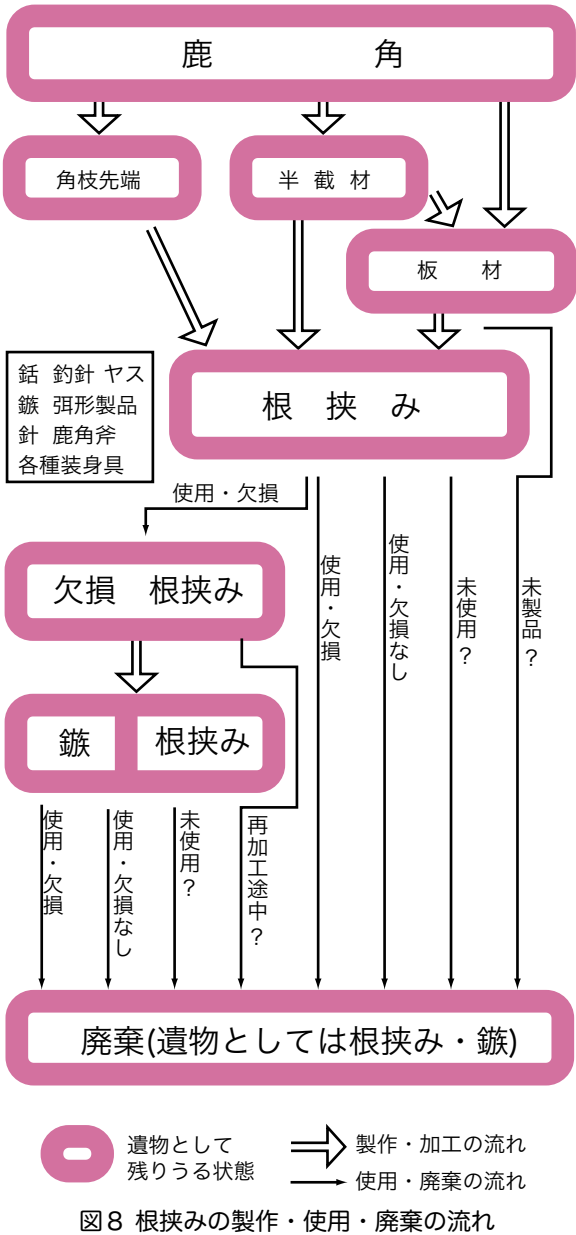 鹿 角
角枝先端
半 截 材
板 材
銛 釣針 ヤス
鏃 弭形製品
針 鹿角斧
各種装身具
根 挟 み
使用・欠損
欠損 根挟み
使用・欠損
使用・欠損なし
未使用？
未製品？
鏃 根挟み
使用・欠損
使用・欠損なし
未使用？
再加工途中？
廃棄(遺物としては根挟み・鏃)
遺物として
残りうる状態
製作・加工の流れ
使用・廃棄の流れ
図８ 根挟みの製作・使用・廃棄の流れ